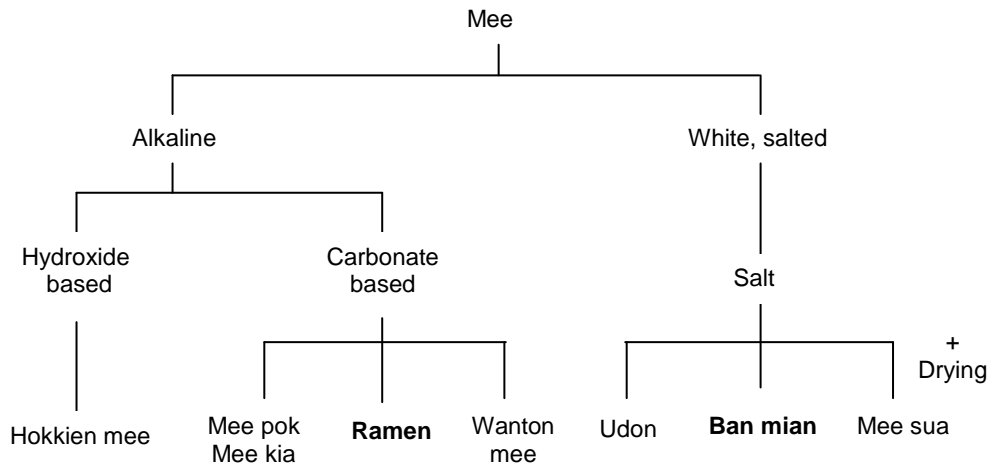 Mee
Alkaline
White, salted
Hydroxide
based
Carbonate
based
Salt
+
Drying
Hokkien mee
Mee pok
Mee kia
Ramen
Wanton
mee
Udon
Ban mian
Mee sua